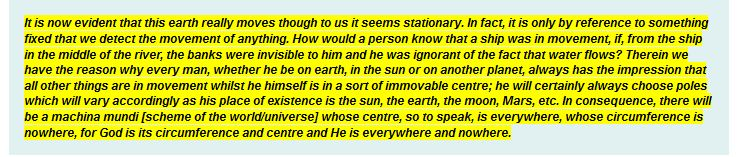 It is now evident that this earth really moves though to us it seems stationary. In fact, it is only by reference to something
fixed that we detect the movement of anything. How would a person know that a ship was in movement, if, from the ship
in the middle of the river, the banks were invisible to him and he was ignorant of the fact that water flows? Therein we
have the reason why every man, whether he be on earth, in the sun or on another planet, always has the impression that
all other things are in movement whilst he himself is in a sort of immovable centre; he will certainly always choose poles
which will vary accordingly as his place of existence is the sun, the earth, the moon, Mars, etc. In consequence, there will
be a machina mundi [scheme of the world/universe] whose centre, so to speak, is everywhere, whose circumference is
nowhere, for God is its circumference and centre and He is everywhere and nowhere.